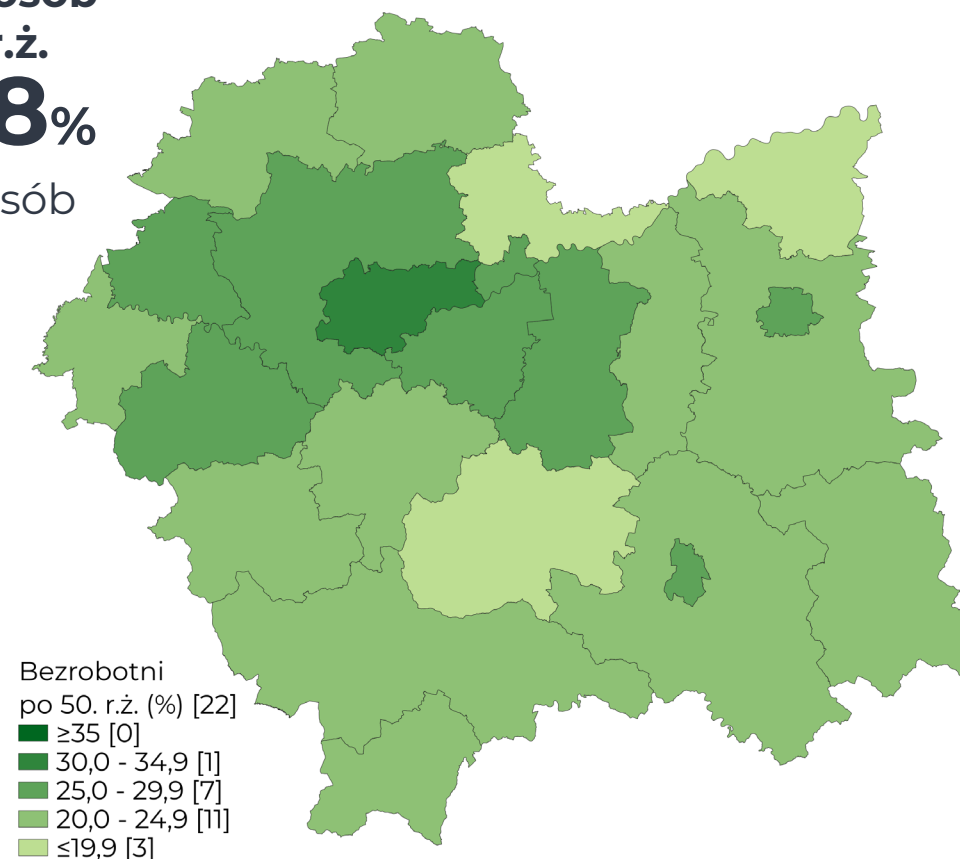 r.ż.
8%
sób
Bezrobotni
po 50. r.ż. (%) [22]
≥35 [0]
30,0 - 34,9 [1]
25,0 - 29,9 [7]
20,0 - 24,9 [11]
≤19,9 [3]